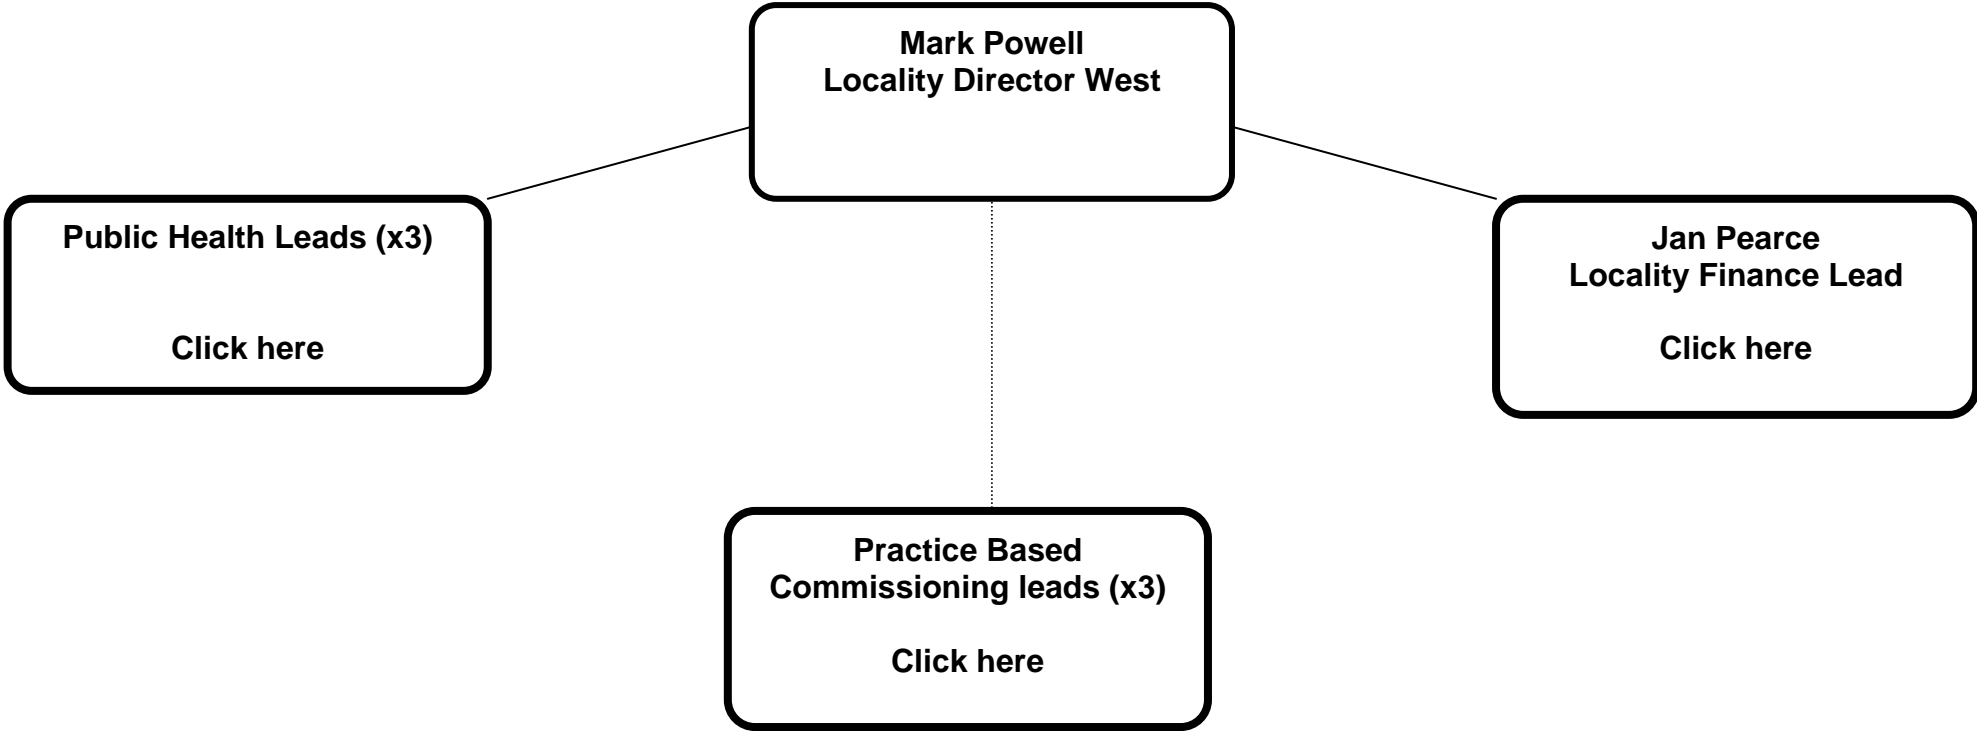 Mark Powell
Locality Director West
Public Health Leads (x3)
Click here
Jan Pearce
Locality Finance Lead
Click here
Practice Based
Commissioning leads (x3)
Click here